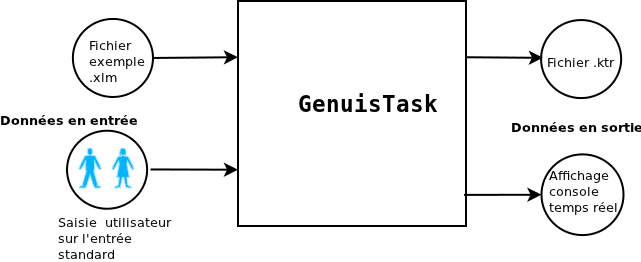 Fichier
exemple
.xlm
Données en entrée
Saisie utilisateur
sur l'entrée
standard
GenuisTask
Fichier .ktr
Données en sortie
Affichage
console
temps réel